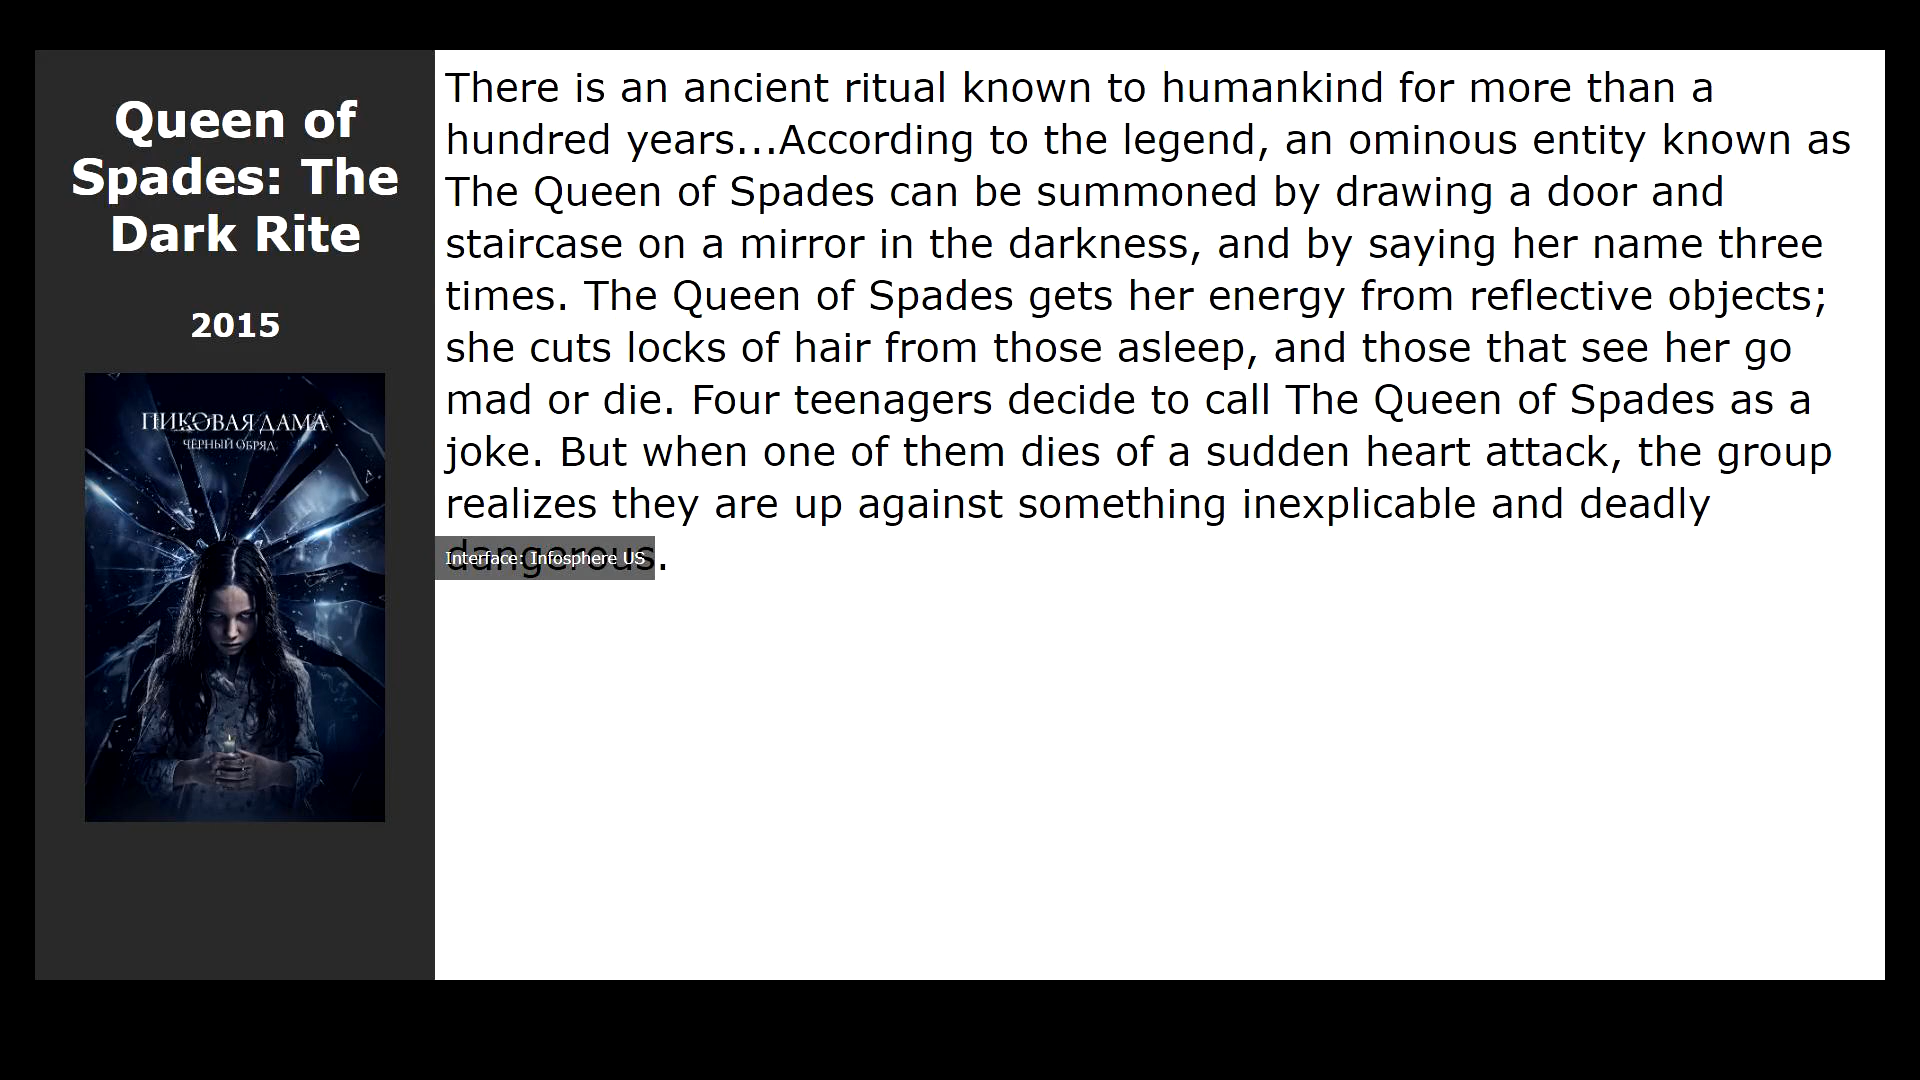 Queen of
Spades: The
Dark Rite
2015
ПИКОВАЯ ДАМА
ЧЁРНЫЙ ОБРЯД
There is an ancient ritual known to humankind for more than a
hundred years...According to the legend, an ominous entity known as
The Queen of Spades can be summoned by drawing a door and
staircase on a mirror in the darkness, and by saying her name three
times. The Queen of Spades gets her energy from reflective objects;
she cuts locks of hair from those asleep, and those that see her go
mad or die. Four teenagers decide to call The Queen of Spades as a
joke. But when one of them dies of a sudden heart attack, the group
realizes they are up against something inexplicable and deadly
dangerous.
Interface: Infosphere US